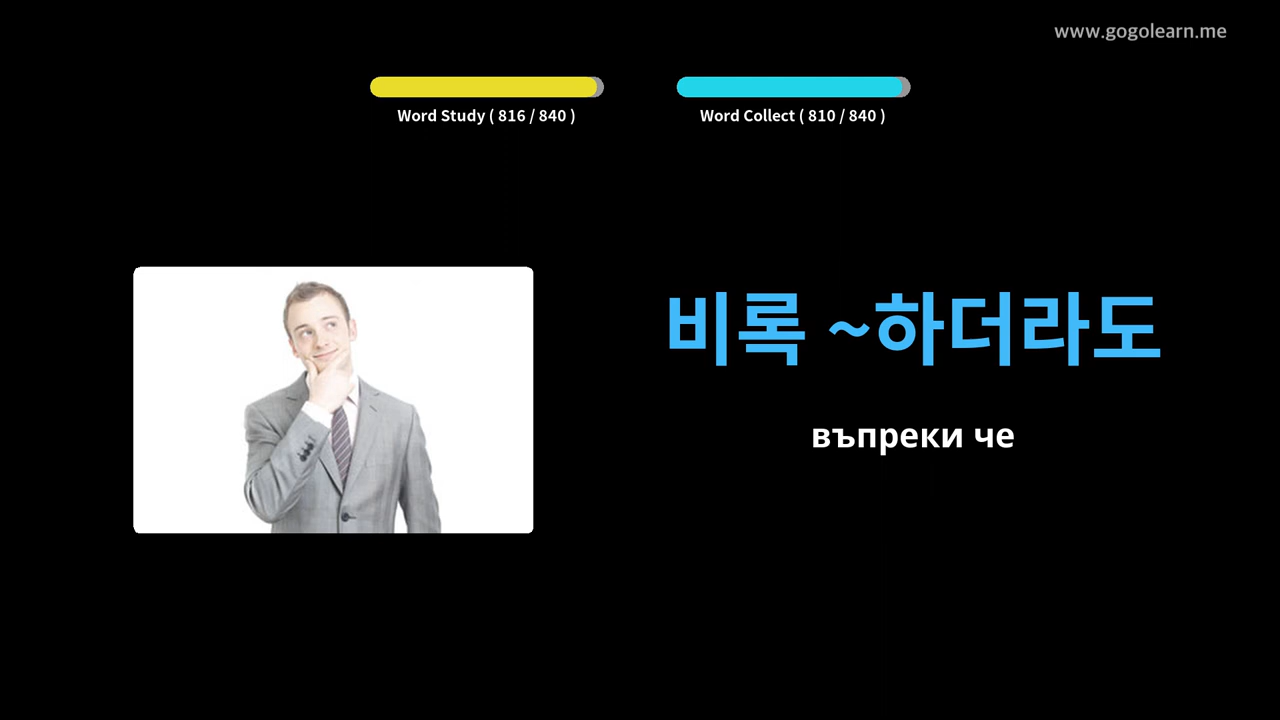 www.gogolearn.me
Word Study ( 816 / 840 )
Word Collect ( 810 / 840 )
비록 ~하더라도
въпреки че